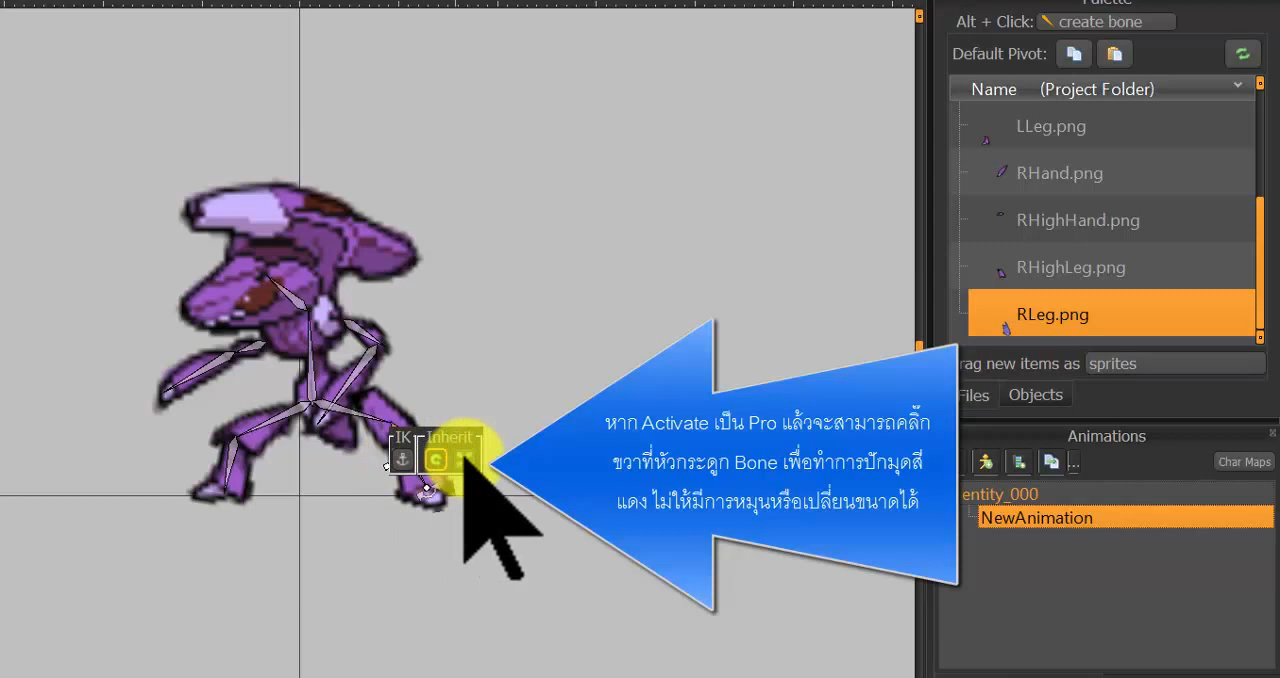 Alt + Click: create bone
Default Pivot:
Name (Project Folder)
LLeg.png
RHand.png
RHighHand.png
RHighLeg.png
RLeg.png
rag new items as sprites
Files Objects
Animations
... Char Maps
entity_000
NewAnimation
IK Inherit
หาก Activate เป็น Pro แล้วจะสามารถคลิ๊ก
ขวาที่หัวกระดูก Bone เพื่อทำการปักมุดสี
แดง ไม่ให้มีการหมุนหรือเปลี่ยนขนาดได้